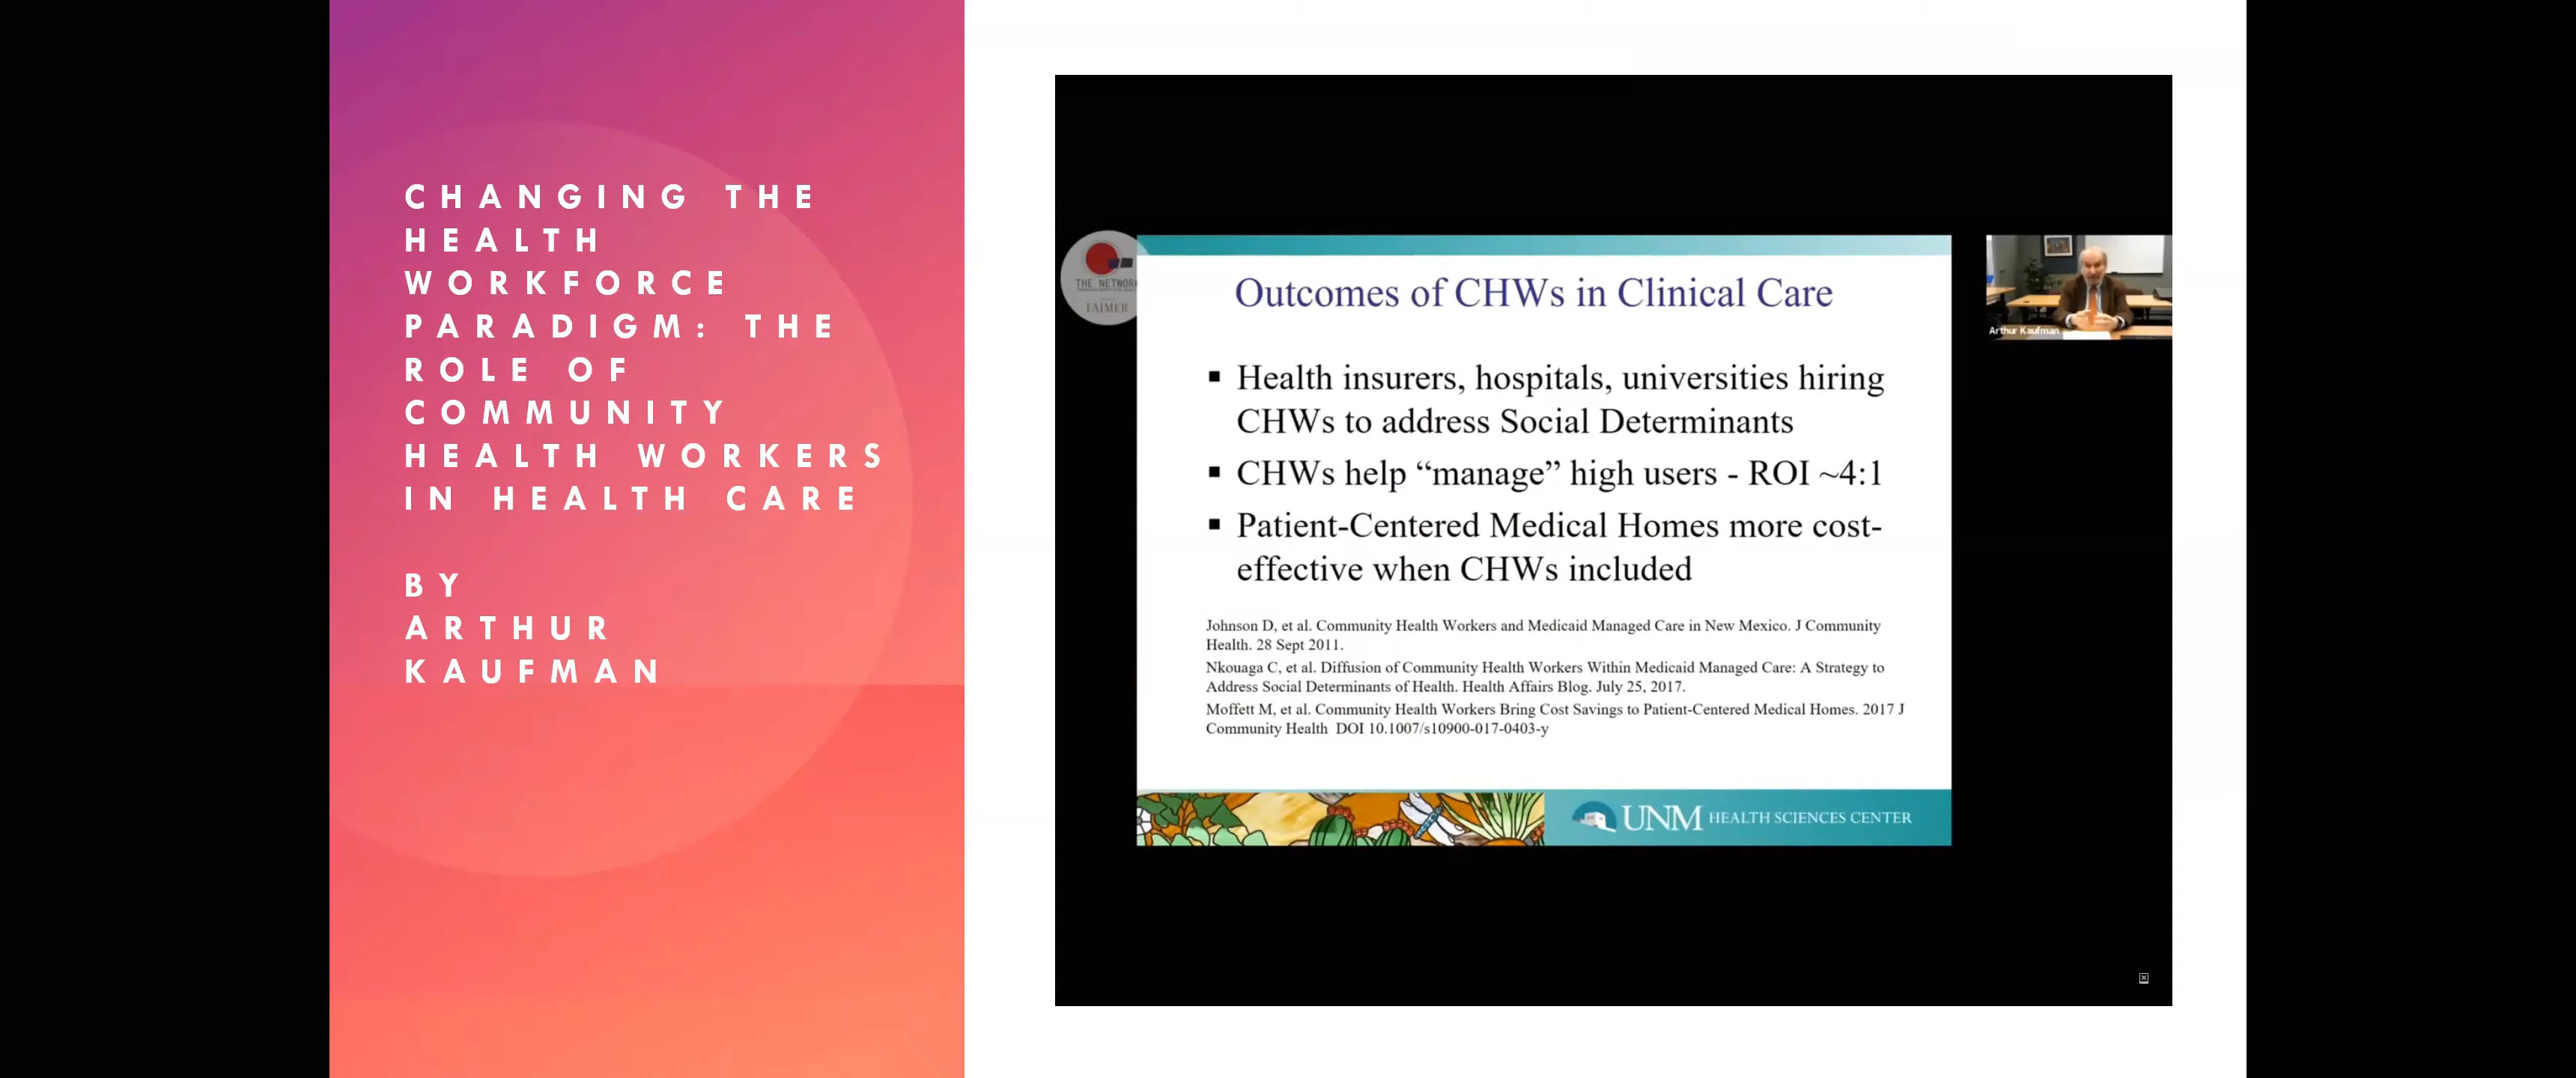 CHANGING THE
HEALTH
WORKFORCE
PARADIGM: THE
ROLE OF
COMMUNITY
HEALTH WORKERS
IN HEALTH CARE
BY
ARTHUR
KAUFMAN
THE NETWORK
FAIMER
Outcomes of CHWs in Clinical Care
▪ Health insurers, hospitals, universities hiring
CHWs to address Social Determinants
▪ CHWs help “manage” high users - ROI ~4:1
▪ Patient-Centered Medical Homes more cost-
effective when CHWs included
Johnson D, et al. Community Health Workers and Medicaid Managed Care in New Mexico. J Community
Health. 28 Sept 2011.
Nkouaga C, et al. Diffusion of Community Health Workers Within Medicaid Managed Care: A Strategy to
Address Social Determinants of Health. Health Affairs Blog. July 25, 2017.
Moffett M, et al. Community Health Workers Bring Cost Savings to Patient-Centered Medical Homes. 2017 J
Community Health DOI 10.1007/s10900-017-0403-y
UNM HEALTH SCIENCES CENTER
Arthur Kaufman